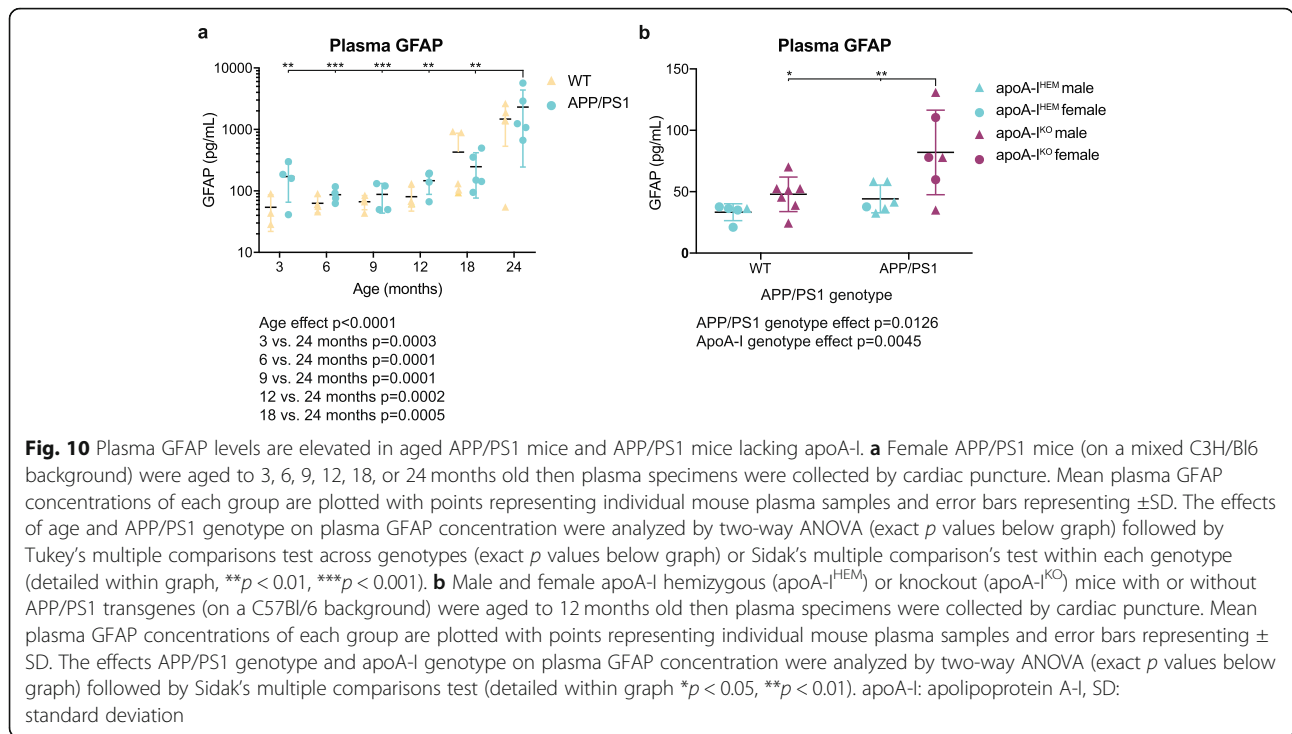 a
Plasma GFAP
** *** *** ** **
10000
1000
100
10
GFAP (pg/mL)
3 6 9 12 18 24
Age (months)
WT
APP/PS1
Age effect p<0.0001
3 vs. 24 months p=0.0003
6 vs. 24 months p=0.0001
9 vs. 24 months p=0.0001
12 vs. 24 months p=0.0002
18 vs. 24 months p=0.0005
b
Plasma GFAP
* **
150
100
50
0
GFAP (pg/mL)
WT APP/PS1
APP/PS1 genotype
apoA-I^HEM male
apoA-I^HEM female
apoA-I^KO male
apoA-I^KO female
APP/PS1 genotype effect p=0.0126
ApoA-I genotype effect p=0.0045
Fig. 10 Plasma GFAP levels are elevated in aged APP/PS1 mice and APP/PS1 mice lacking apoA-I. a Female APP/PS1 mice (on a mixed C3H/Bl6
background) were aged to 3, 6, 9, 12, 18, or 24 months old then plasma specimens were collected by cardiac puncture. Mean plasma GFAP
concentrations of each group are plotted with points representing individual mouse plasma samples and error bars representing ±SD. The effects
of age and APP/PS1 genotype on plasma GFAP concentration were analyzed by two-way ANOVA (exact p values below graph) followed by
Tukey's multiple comparisons test across genotypes (exact p values below graph) or Sidak's multiple comparison's test within each genotype
(detailed within graph, **p < 0.01, ***p < 0.001). b Male and female apoA-I hemizygous (apoA-I^HEM) or knockout (apoA-I^KO) mice with or without
APP/PS1 transgenes (on a C57Bl/6 background) were aged to 12 months old then plasma specimens were collected by cardiac puncture. Mean
plasma GFAP concentrations of each group are plotted with points representing individual mouse plasma samples and error bars representing ±
SD. The effects APP/PS1 genotype and apoA-I genotype on plasma GFAP concentration were analyzed by two-way ANOVA (exact p values below
graph) followed by Sidak's multiple comparisons test (detailed within graph *p < 0.05, **p < 0.01). apoA-I: apolipoprotein A-I, SD:
standard deviation